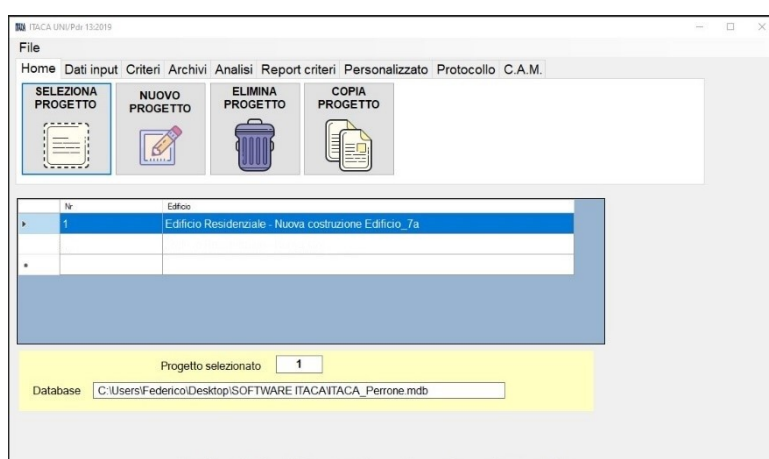 ITACA UNI/Pdr 13:2019
File
Home Dati input Criteri Archivi Analisi Report criteri Personalizzato Protocollo C.A.M.
SELEZIONA
PROGETTO
NUOVO
PROGETTO
ELIMINA
PROGETTO
COPIA
PROGETTO
Nr Edificio
1 Edificio Residenziale - Nuova costruzione Edificio_7a
Progetto selezionato 1
Database C:\Users\Federico\Desktop\SOFTWARE ITACA\ITACA_Perrone.mdb